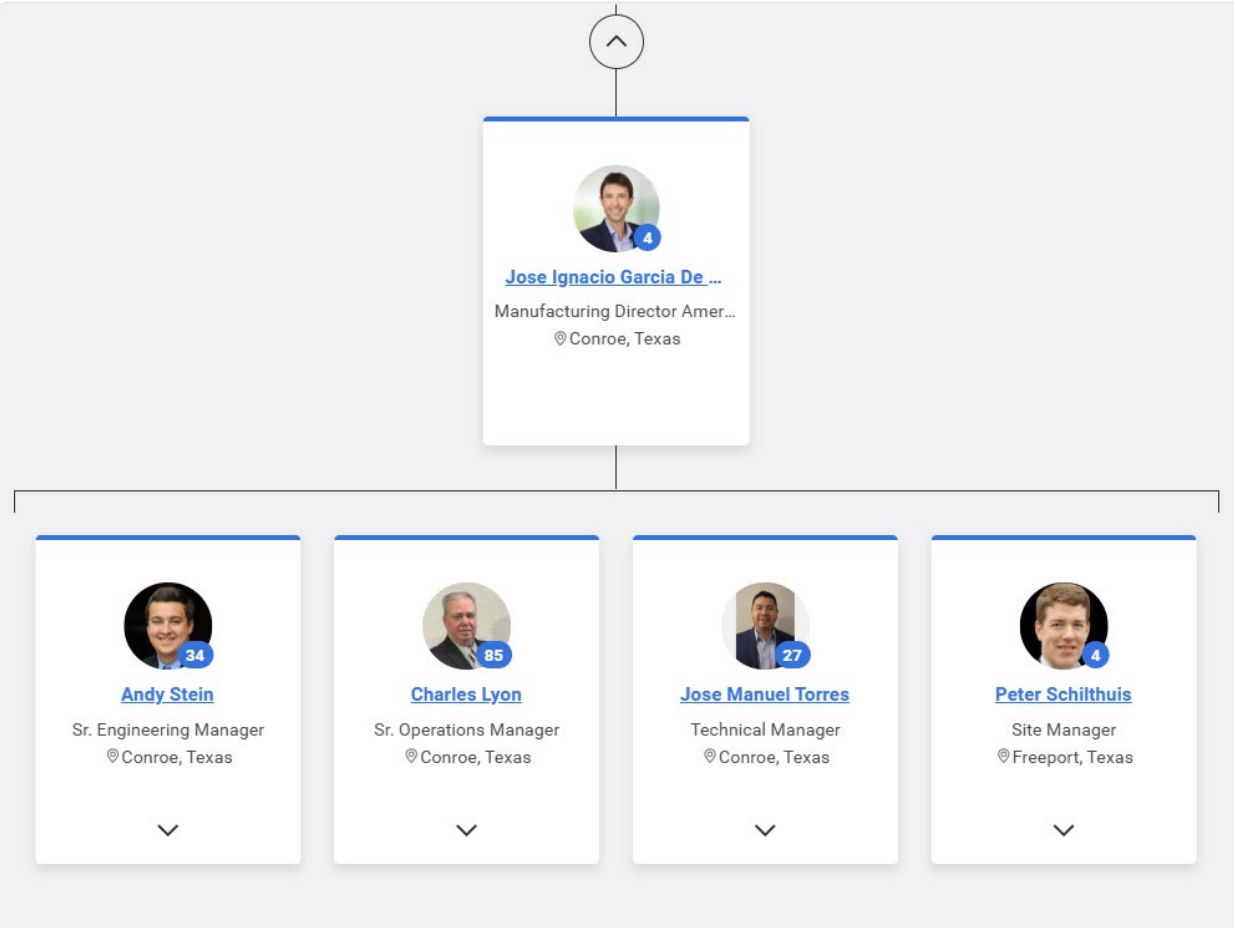 4
Jose Ignacio Garcia De ...
Manufacturing Director Amer...
Conroe, Texas
34
Andy Stein
Sr. Engineering Manager
Conroe, Texas
85
Charles Lyon
Sr. Operations Manager
Conroe, Texas
27
Jose Manuel Torres
Technical Manager
Conroe, Texas
4
Peter Schilthuis
Site Manager
Freeport, Texas